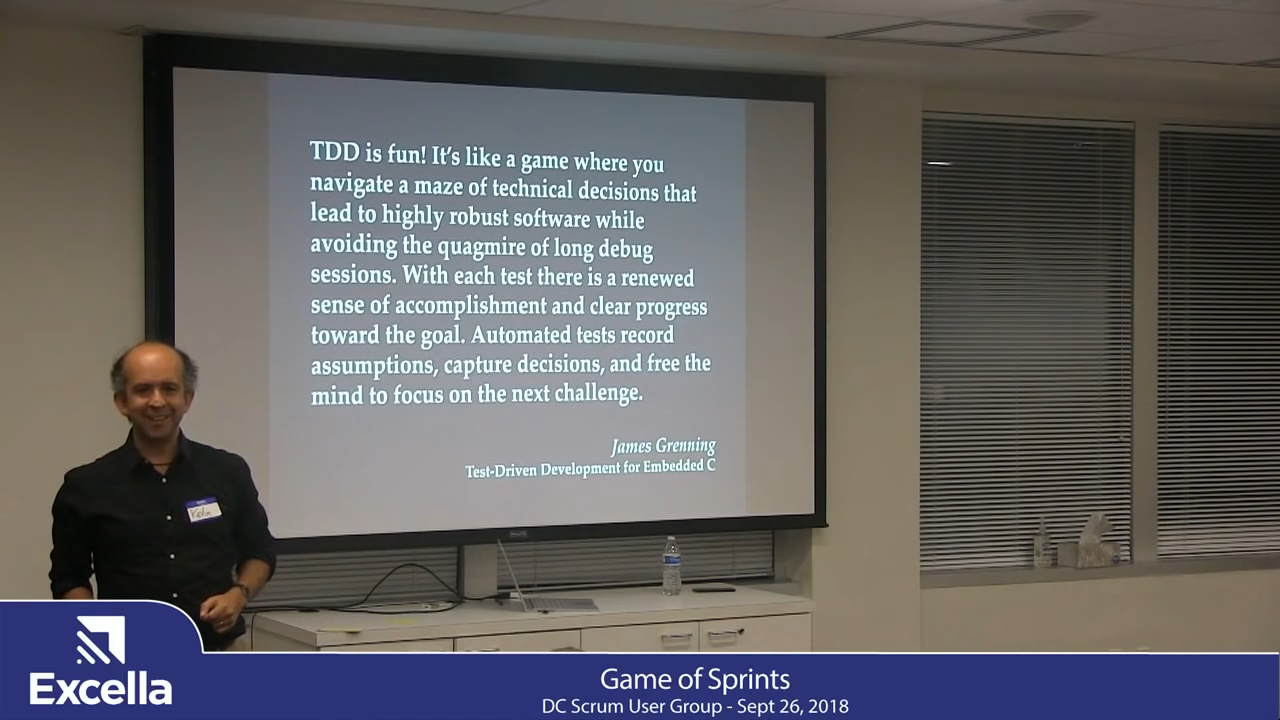 TDD is fun! It's like a game where you
navigate a maze of technical decisions that
lead to highly robust software while
avoiding the quagmire of long debug
sessions. With each test there is a renewed
sense of accomplishment and clear progress
toward the goal. Automated tests record
assumptions, capture decisions, and free the
mind to focus on the next challenge.
James Grenning
Test-Driven Development for Embedded C
Excella
Game of Sprints
DC Scrum User Group - Sept 26, 2018